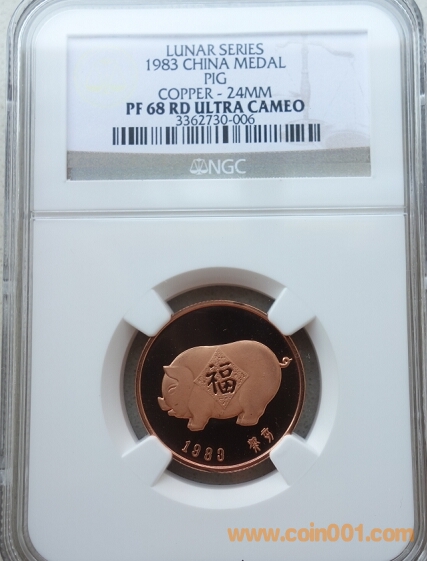 LUNAR SERIES
1983 CHINA MEDAL
PIG
COPPER - 24MM
PF 68 RD ULTRA CAMEO
3362730-006
NGC
福
1983 癸亥
www.coin001.com